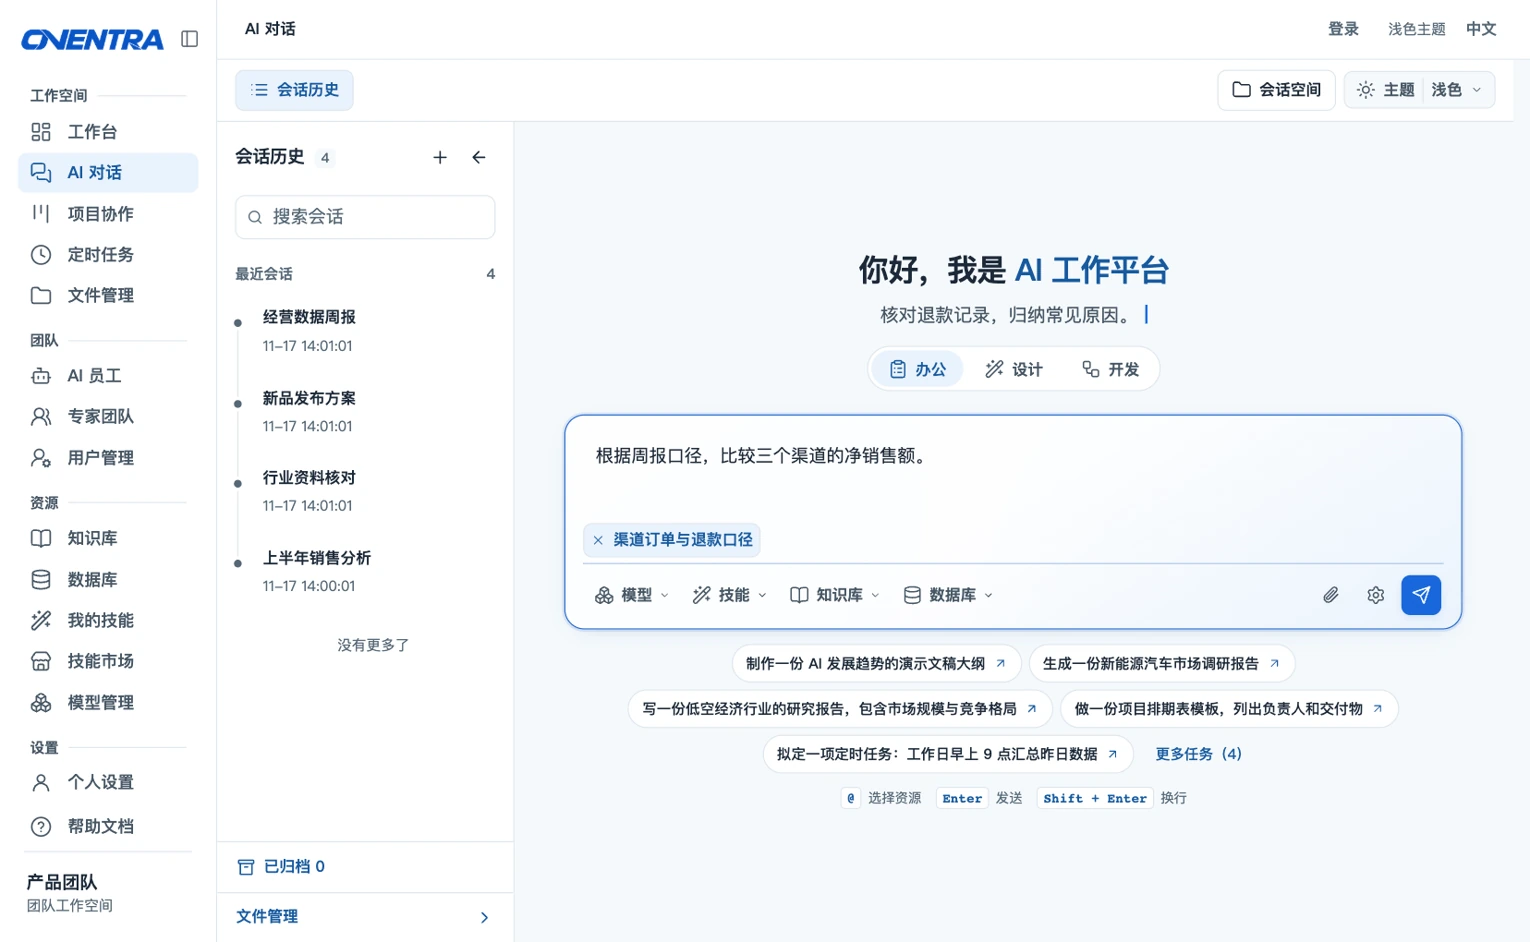 ONENTRA
工作空间
工作台
AI 对话
项目协作
定时任务
文件管理
团队
AI 员工
专家团队
用户管理
资源
知识库
数据库
我的技能
技能市场
模型管理
设置
个人设置
帮助文档
产品团队
团队工作空间
AI 对话
登录 浅色主题 中文
会话历史
会话空间 主题 浅色
会话历史 4
搜索会话
最近会话 4
经营数据周报
11-17 14:01:01
新品发布方案
11-17 14:01:01
行业资料核对
11-17 14:01:01
上半年销售分析
11-17 14:00:01
没有更多了
已归档 0
文件管理
你好，我是 AI 工作平台
核对退款记录，归纳常见原因。
办公 设计 开发
根据周报口径，比较三个渠道的净销售额。
渠道订单与退款口径
模型 技能 知识库 数据库
制作一份 AI 发展趋势的演示文稿大纲 生成一份新能源汽车市场调研报告
写一份低空经济行业的研究报告，包含市场规模与竞争格局 做一份项目排期表模板，列出负责人和交付物
拟定一项定时任务：工作日早上 9 点汇总昨日数据 更多任务（4）
@ 选择资源 Enter 发送 Shift + Enter 换行